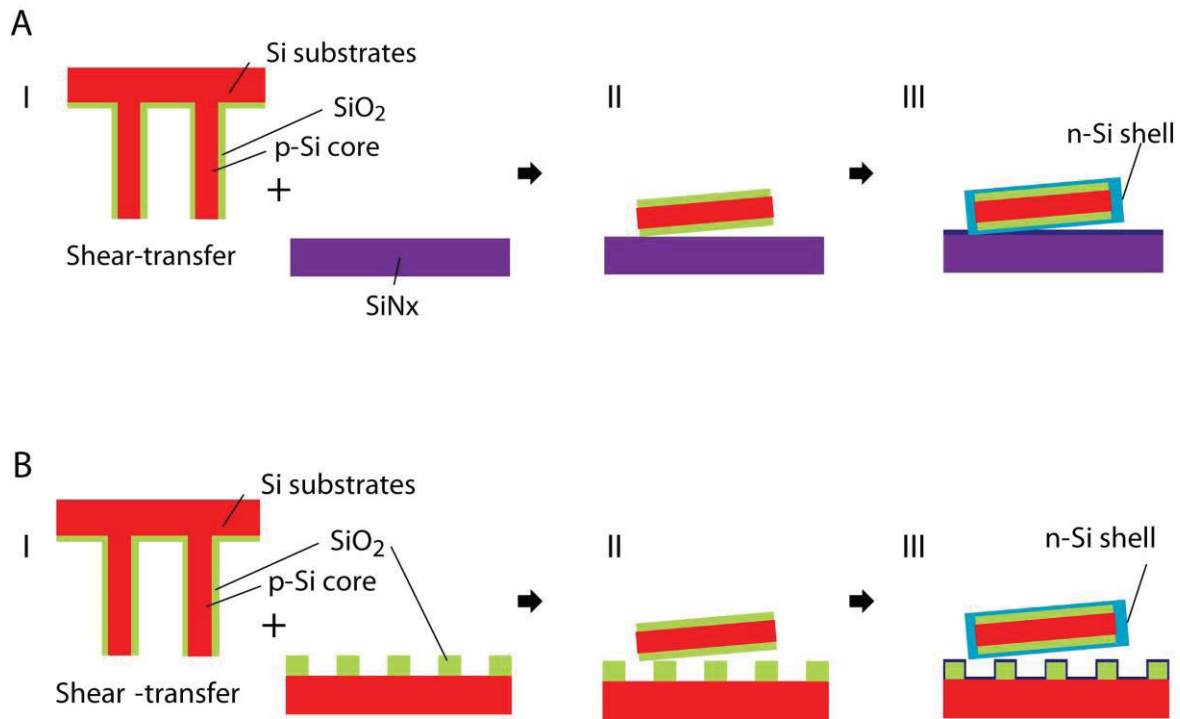 A
Si substrates
I
II
III
SiO2
n-Si shell
p-Si core
+
Shear-transfer
SiNx
B
Si substrates
I
II
III
SiO2
n-Si shell
p-Si core
+
Shear -transfer